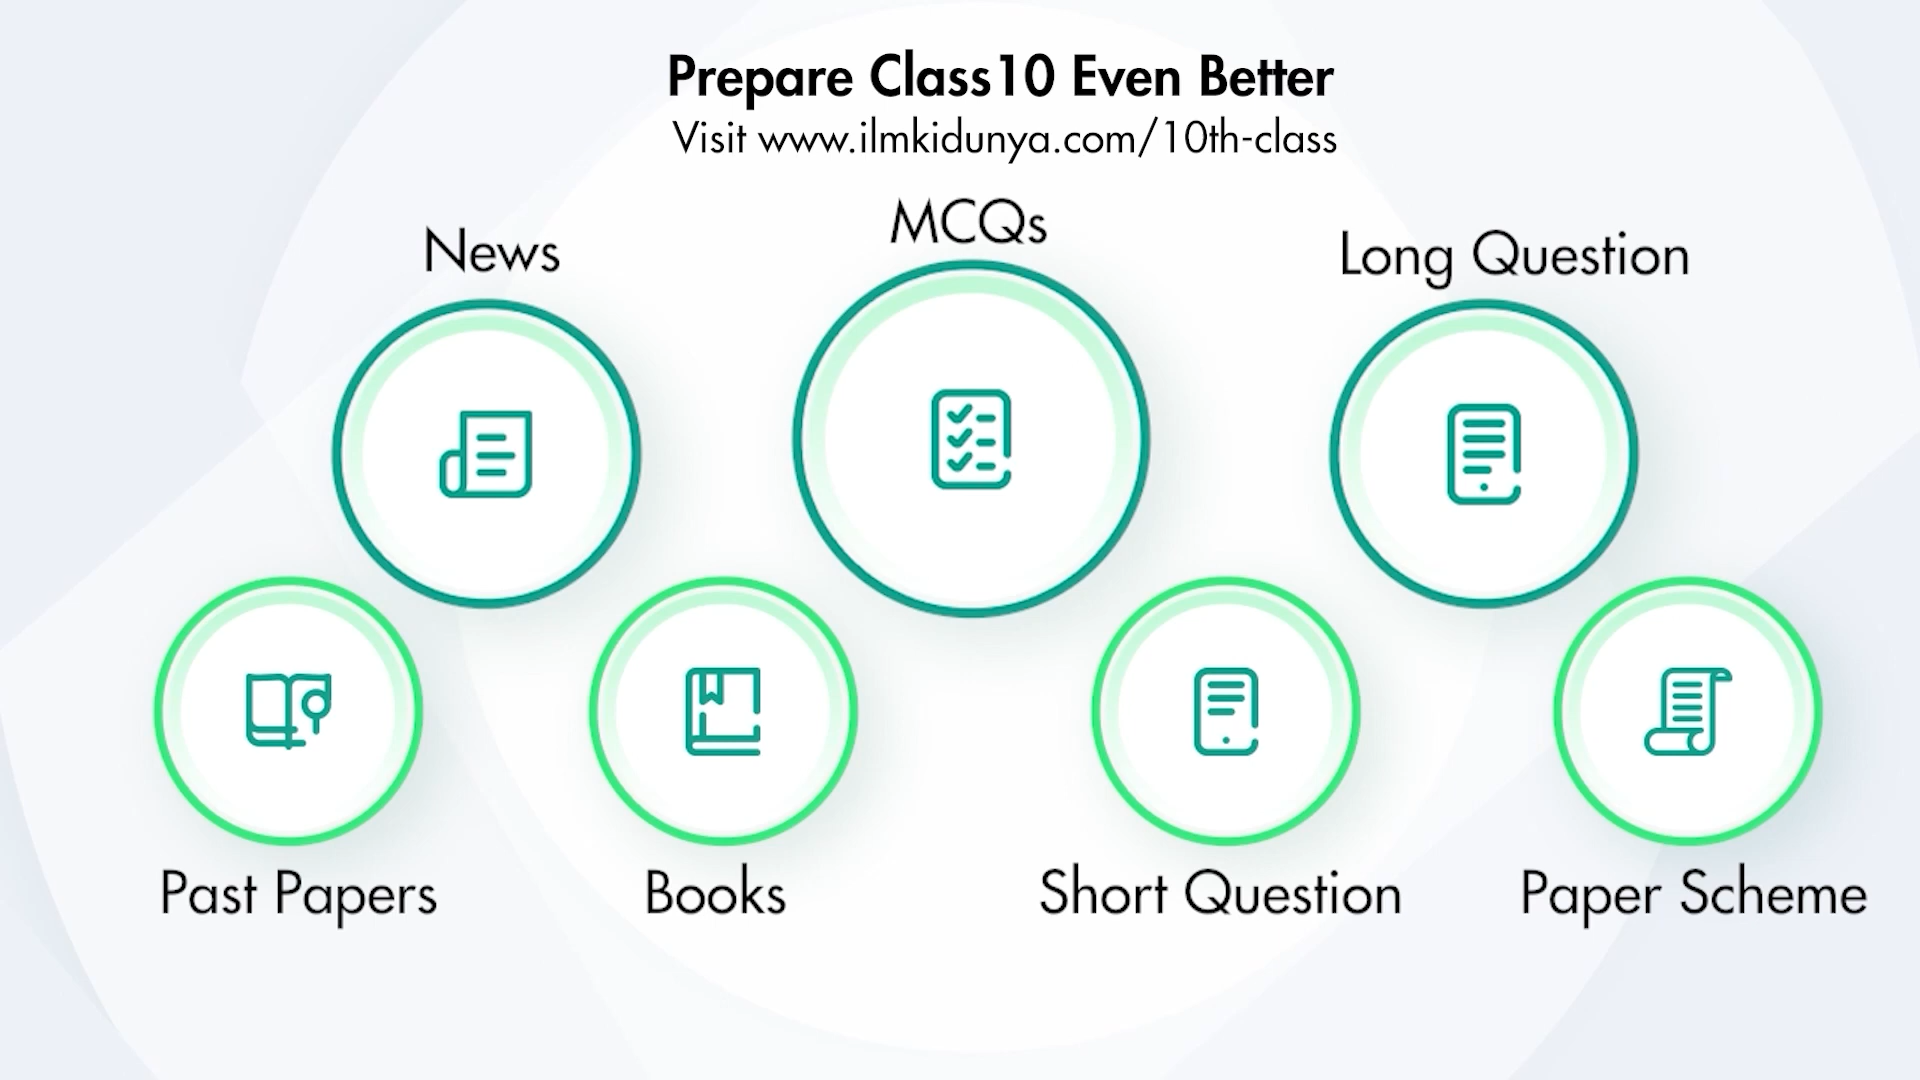 Prepare Class10 Even Better
Visit www.ilmkidunya.com/10th-class
News
MCQs
Long Question
Past Papers
Books
Short Question
Paper Scheme